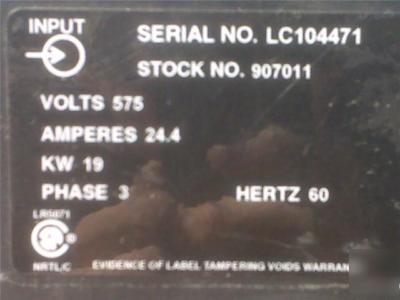 INPUT
SERIAL NO. LC104471
STOCK NO. 907011
VOLTS 575
AMPERES 24.4
KW 19
PHASE 3
HERTZ 60
NRTL/C
EVIDENCE OF LABEL TAMPERING VOIDS WARRAN